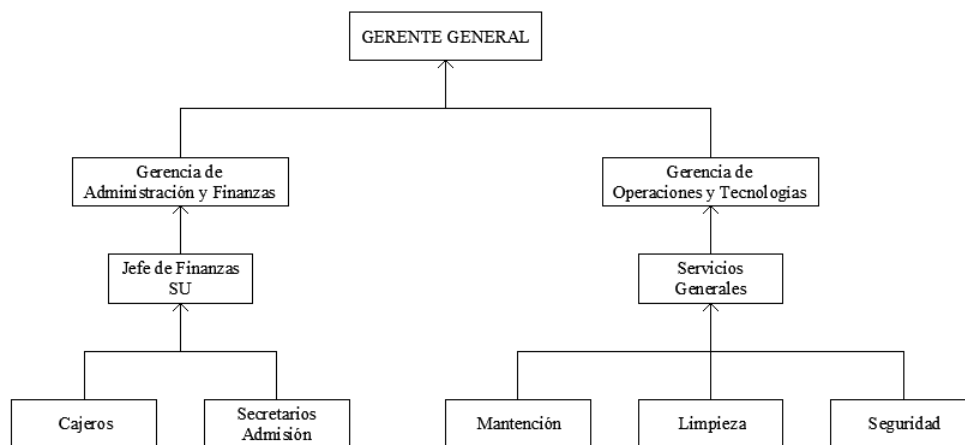 GERENTE GENERAL
Gerencia de
Administración y Finanzas
Gerencia de
Operaciones y Tecnologias
Jefe de Finanzas
SU
Servicios
Generales
Cajeros
Secretarios
Admisión
Mantención
Limpieza
Seguridad